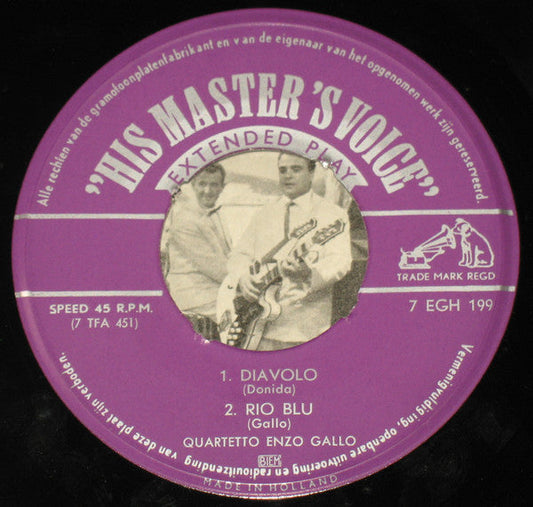 Alle rechten van de gramofoonplatenfabrikant en v an de eigenaar van het opgenomen werk zijn gereserveerd.
"HIS MASTER'S VOICE"
EXTENDED PLAY
TRADE MARK REGD
SPEED 45 R.P.M.
(7 TFA 451)
7 EGH 199
1. DIAVOLO
(Donida)
2. RIO BLU
(Gallo)
QUARTETTO ENZO GALLO
BIEM
Vermenigvuldiging, openbare uitvoering en radiouitzending van deze plaat zijn verboden.
MADE IN HOLLAND